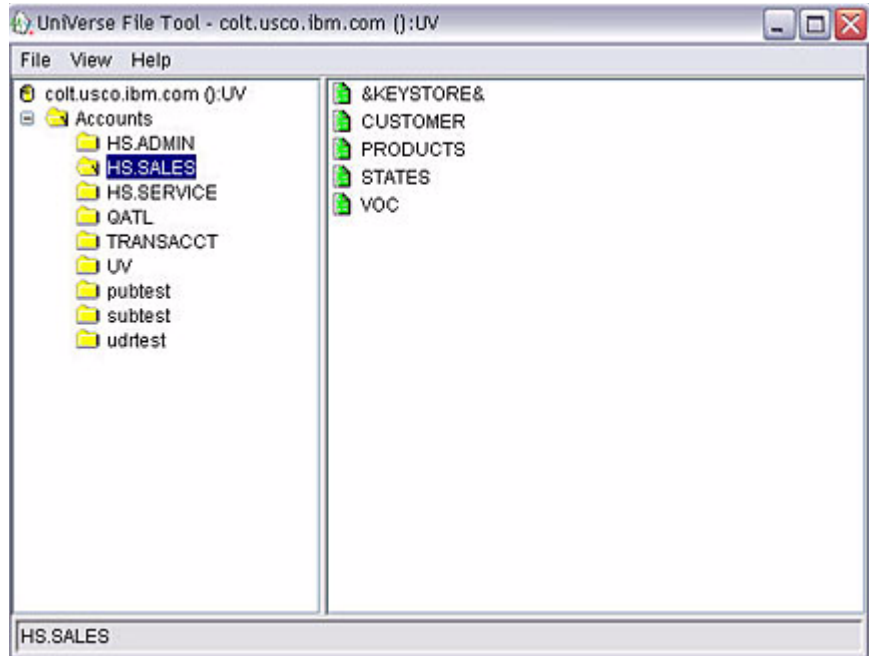 UniVerse File Tool - colt.usco.ibm.com ():UV
File View Help
colt.usco.ibm.com ():UV
Accounts
HS.ADMIN
HS.SALES
HS.SERVICE
QATL
TRANSACCT
UV
pubtest
subtest
udrtest
&KEYSTORE&
CUSTOMER
PRODUCTS
STATES
VOC
HS.SALES